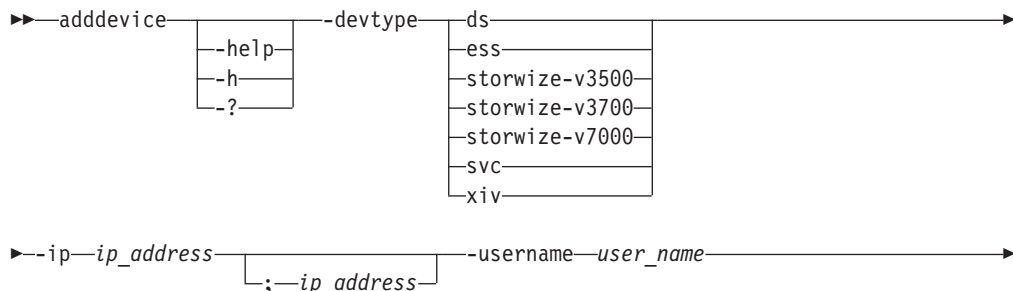 adddevice -devtype ds
-help ess
-h storwize-v3500
-? storwize-v3700
storwize-v7000
svc
xiv
-ip ip_address -username user_name
; ip_address